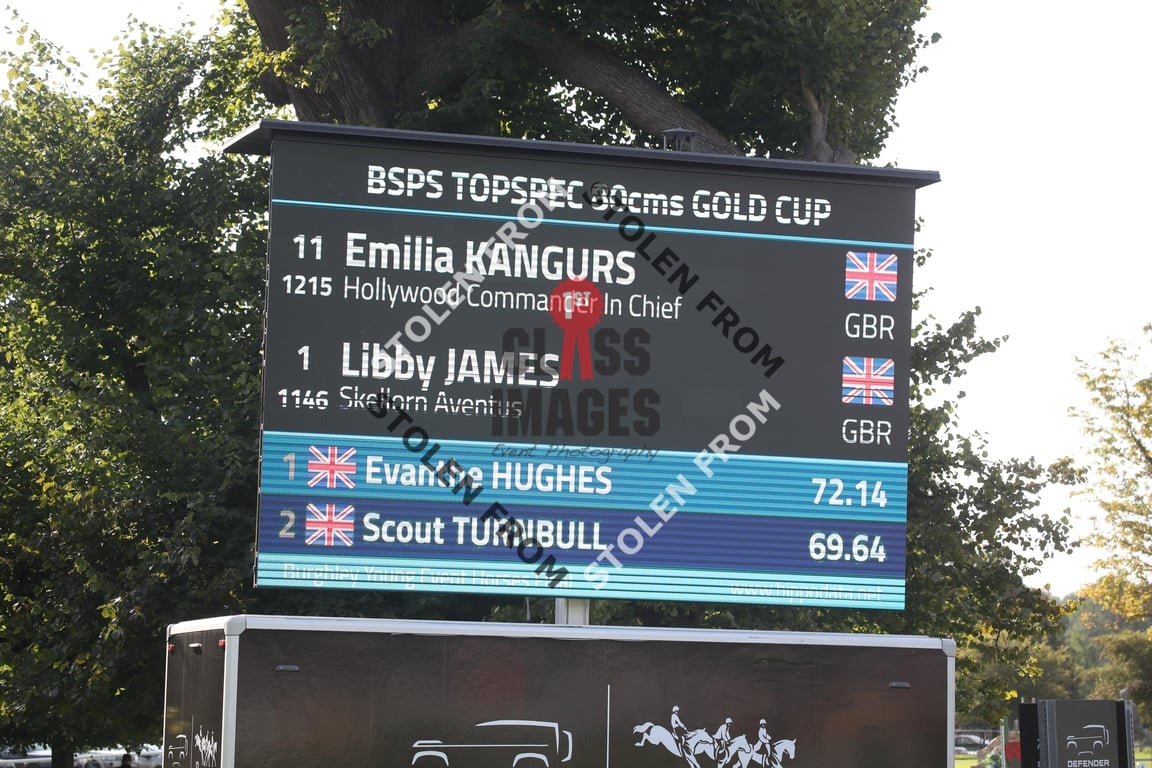 BSPS TOPSPEC 80cms GOLD CUP
11 Emilia KANGURS
1215 Hollywood Commander In Chief
GBR
1 Libby JAMES
1146 Skellorn Aventus
GBR
1 HUGHES 72.14
2 Scout TURNBULL 69.64
Burghley Young Event Horses
www.hippodata.net
STOLEN FROM
STOLEN FROM
STOLEN FROM
STOLEN FROM
1ST
CLASS
IMAGES
Event Photography
DEFENDER